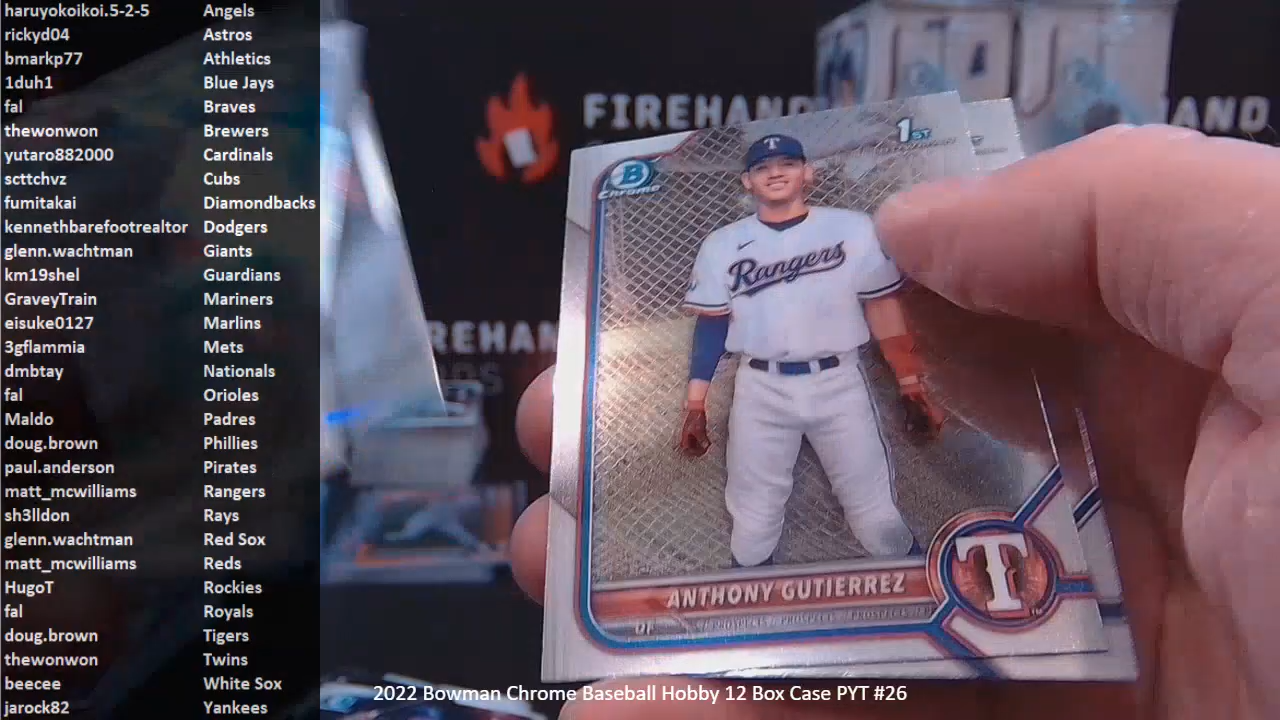 haruyokoikoi.5-2-5 Angels
rickyd04 Astros
bmarkp77 Athletics
1duh1 Blue Jays
fal Braves
thewonwon Brewers
yutaro882000 Cardinals
scttchvz Cubs
fumitakai Diamondbacks
kennethbarefootrealtor Dodgers
glenn.wachtman Giants
km19shel Guardians
GraveyTrain Mariners
eisuke0127 Marlins
3gflammia Mets
dmbtay Nationals
fal Orioles
Maldo Padres
doug.brown Phillies
paul.anderson Pirates
matt_mcwilliams Rangers
sh3lldon Rays
glenn.wachtman Red Sox
matt_mcwilliams Reds
HugoT Rockies
fal Royals
doug.brown Tigers
thewonwon Twins
beecee White Sox
jarock82 Yankees
FIREHAND
AND
REHAN
1ST
B
Chrome
T
Rangers
ANTHONY GUTIERREZ
T
OF
2022 Bowman Chrome Baseball Hobby 12 Box Case PYT #26